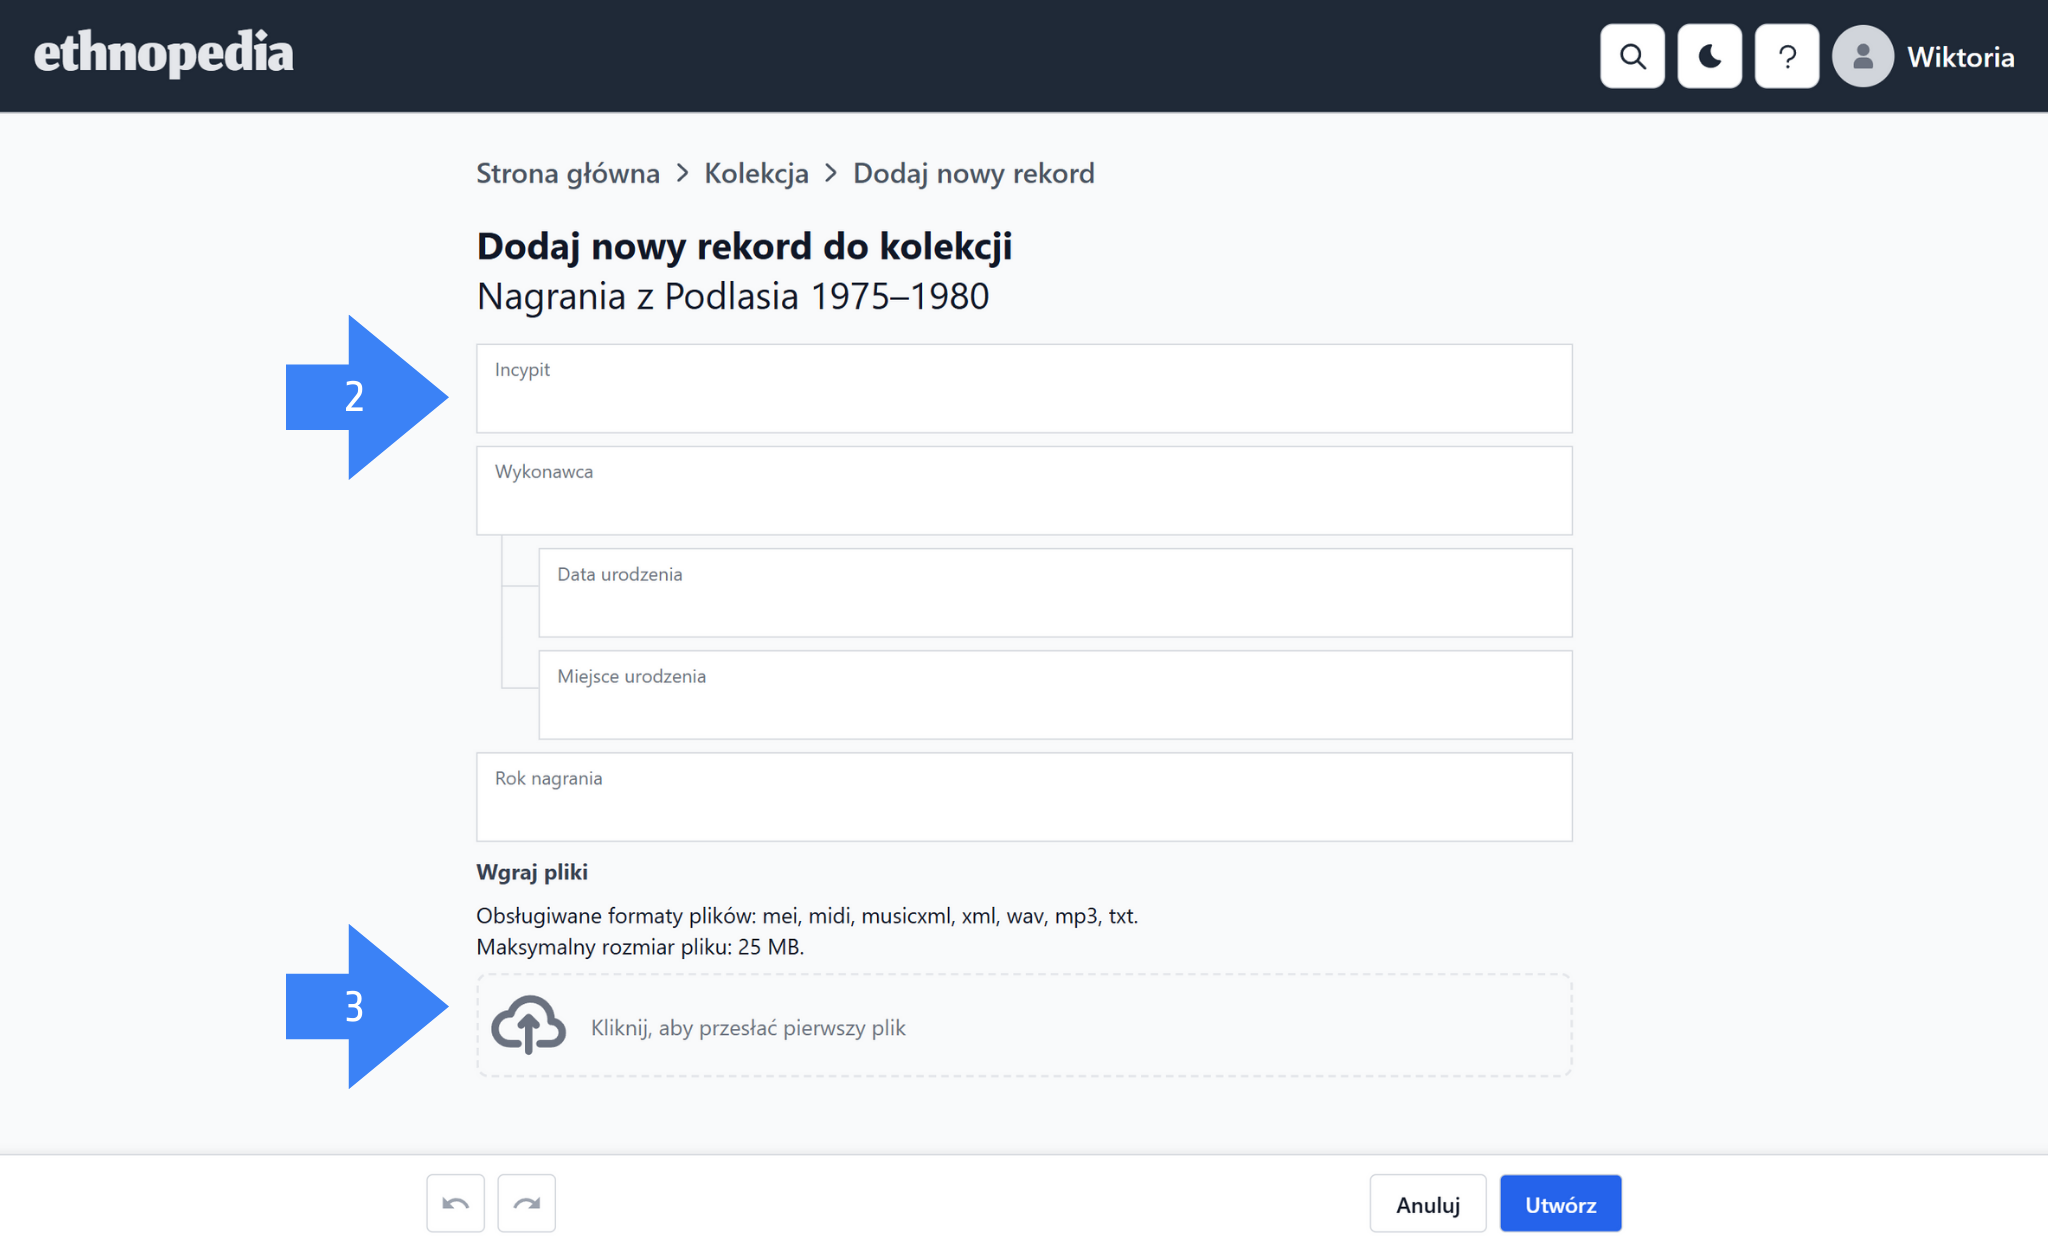 ethnopedia
? Wiktoria
Strona główna > Kolekcja > Dodaj nowy rekord
Dodaj nowy rekord do kolekcji
Nagrania z Podlasia 1975–1980
2
Incypit
Wykonawca
Data urodzenia
Miejsce urodzenia
Rok nagrania
Wgraj pliki
Obsługiwane formaty plików: mei, midi, musicxml, xml, wav, mp3, txt.
Maksymalny rozmiar pliku: 25 MB.
3
Kliknij, aby przesłać pierwszy plik
Anuluj
Utwórz